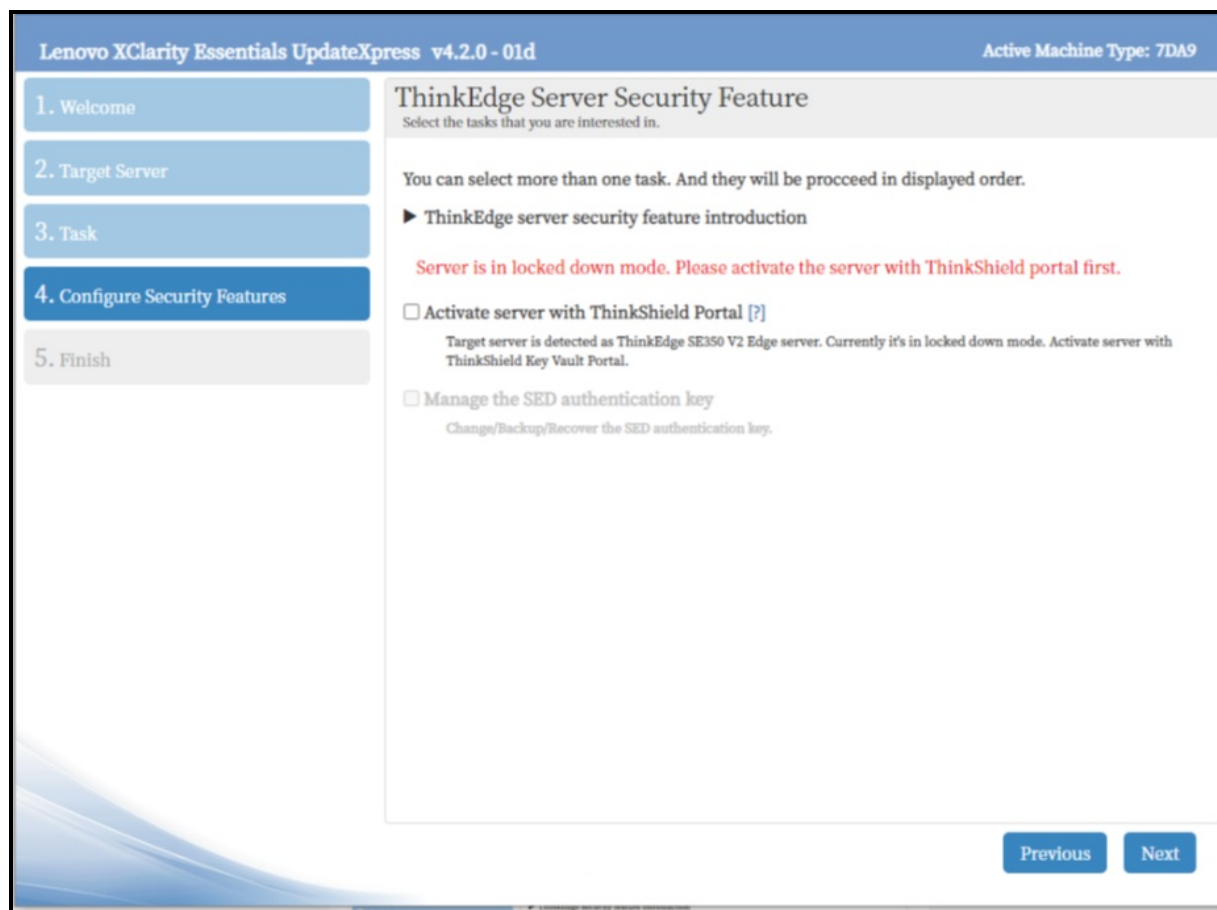 Lenovo XClarity Essentials UpdateXpress v4.2.0 - 01d
Active Machine Type: 7DA9
1. Welcome
2. Target Server
3. Task
4. Configure Security Features
5. Finish
ThinkEdge Server Security Feature
Select the tasks that you are interested in.
You can select more than one task. And they will be procceed in displayed order.
▶ ThinkEdge server security feature introduction
Server is in locked down mode. Please activate the server with ThinkShield portal first.
Activate server with ThinkShield Portal [?]
Target server is detected as ThinkEdge SE350 V2 Edge server. Currently it's in locked down mode. Activate server with
ThinkShield Key Vault Portal.
Manage the SED authentication key
Change/Backup/Recover the SED authentication key.
Previous
Next